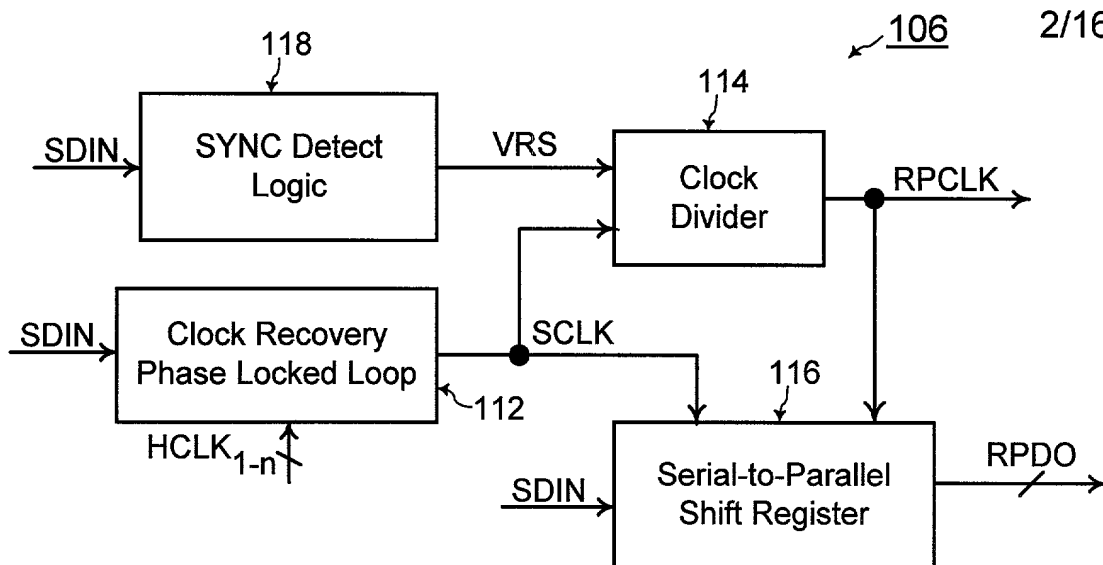 106
2/16
118
114
SDIN
SYNC Detect
Logic
VRS
Clock
Divider
RPCLK
SDIN
Clock Recovery
Phase Locked Loop
SCLK
112
116
HCLK1-n
SDIN
Serial-to-Parallel
Shift Register
RPDO